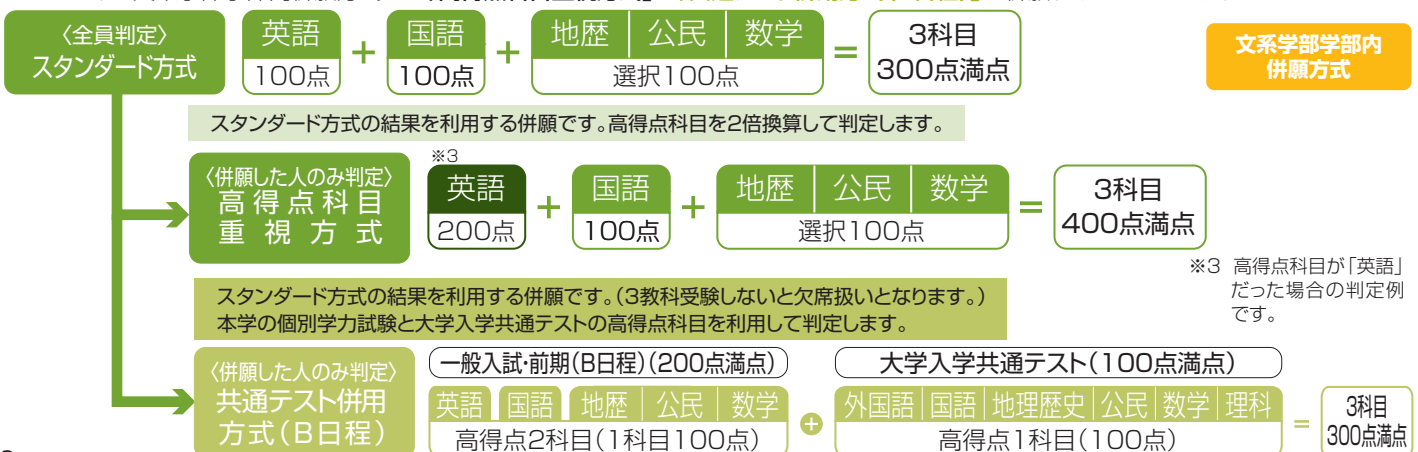 〈全員判定〉
スタンダード方式
英語
100点
+
国語
100点
+
地歴 公民 数学
選択100点
=
3科目
300点満点
文系学部学部内
併願方式
スタンダード方式の結果を利用する併願です。高得点科目を2倍換算して判定します。
〈併願した人のみ判定〉
高得点科目
重視方式
※3
英語
200点
+
国語
100点
+
地歴 公民 数学
選択100点
=
3科目
400点満点
※3 高得点科目が「英語」
だった場合の判定例
です。
スタンダード方式の結果を利用する併願です。(3教科受験しないと欠席扱いとなります。)
本学の個別学力試験と大学入学共通テストの高得点科目を利用して判定します。
〈併願した人のみ判定〉
共通テスト併用
方式(B日程)
一般入試・前期(B日程)(200点満点)
英語 国語 地歴 公民 数学
高得点2科目(1科目100点)
+
大学入学共通テスト(100点満点)
外国語 国語 地理歴史 公民 数学 理科
高得点1科目(100点)
=
3科目
300点満点